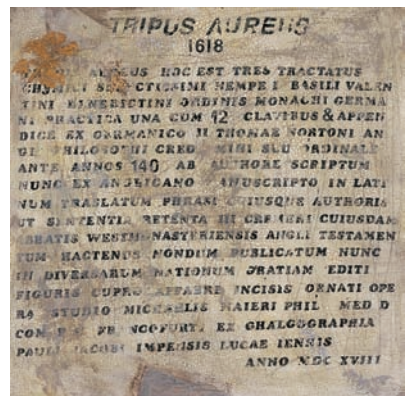 TRIPUS AUREUS
1618
AUREUS HOC EST TRES TRACTATUS
CHYMICI SELECTISSIMI NEMPE I BASILI VALEN
TINI BENEDICTINI ORDINIS MONACHI GERMA
NI PRACTICA UNA CUM 12 CLAVIBUS & APPEN
DICE EX GERMANICO II THOMAE NORTONI AN
GLI PHILOSOPHI CRED MIHI SEU ORDINALE
ANTE ANNOS 140 AB AUTHORE SCRIPTUM
NUNC EX ANGLICANO MANUSCRIPTO IN LATI
NUM TRASLATUM PHRASI CUIUSQUE AUTHORIS
UT SENTENTIA RETENTA III CREMERI CUIUSDAM
ABBATIS WESTMONASTERIENSIS ANGLI TESTAMEN
TUM HACTENUS NONDUM PUBLICATUM NUNC
IN DIVERSARUM NATIONUM GRATIAM EDITI
FIGURIS CUPRO AFFABRE INCISIS ORNATI OPE
RA STUDIO MICHAELIS MAIERI PHIL MED D
COM FRANCOFURTI EX CHALCOGRAPHIA
PAULI JACOBI IMPENSIS LUCAE IENNIS
ANNO MDC XVIII